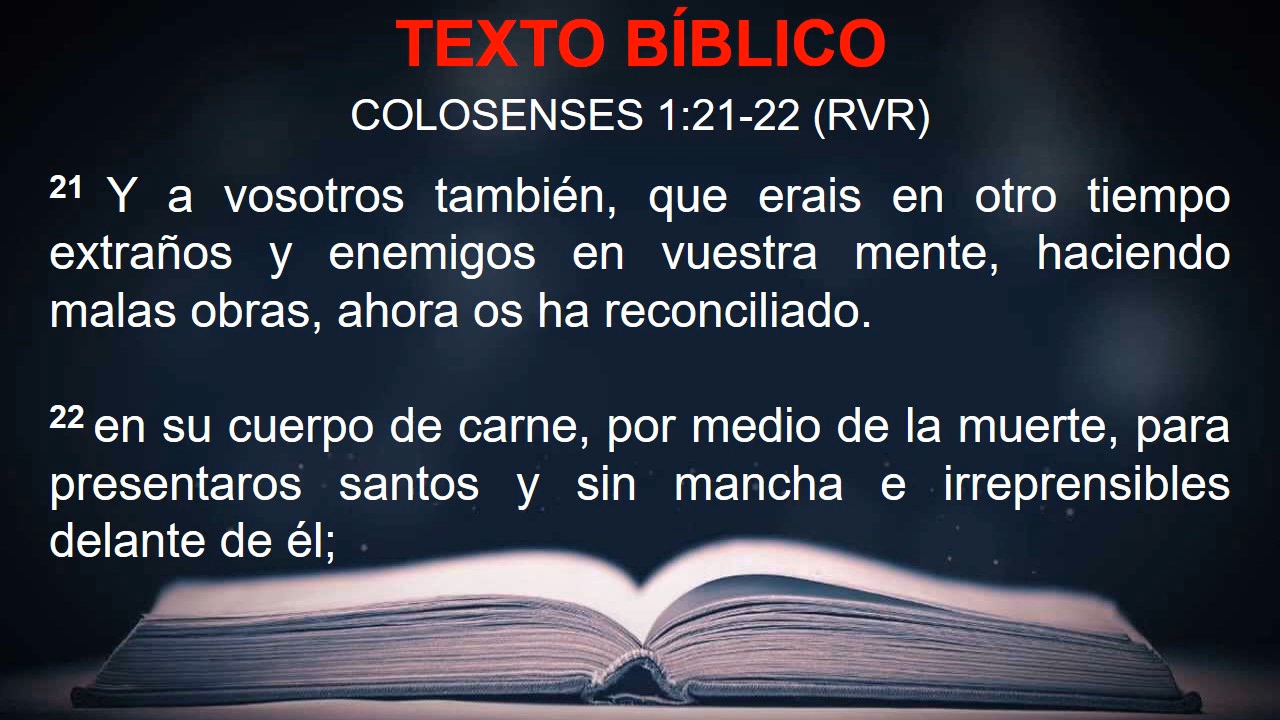 TEXTO BÍBLICO
COLOSENSES 1:21-22 (RVR)
21 Y a vosotros también, que erais en otro tiempo
extraños y enemigos en vuestra mente, haciendo
malas obras, ahora os ha reconciliado.
22 en su cuerpo de carne, por medio de la muerte, para
presentaros santos y sin mancha e irreprensibles
delante de él;